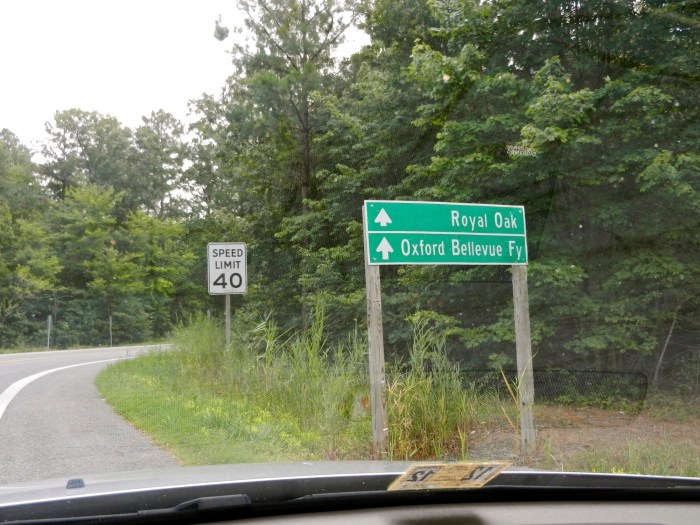 SPEED
LIMIT
40
Royal Oak
Oxford Bellevue Fy